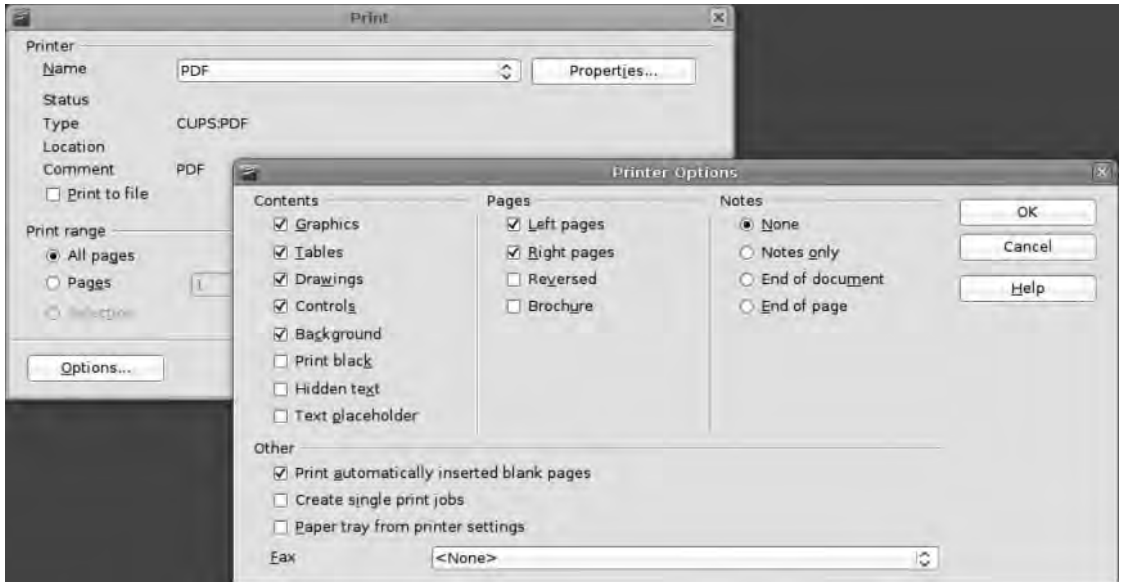 Print
Printer
Name PDF Properties...
Status
Type CUPS:PDF
Location
Comment PDF
Print to file
Print range
All pages
Pages 1
Selection
Options...
Printer Options
Contents
Graphics
Tables
Drawings
Controls
Background
Print black
Hidden text
Text placeholder
Pages
Left pages
Right pages
Reversed
Brochure
Notes
None
Notes only
End of document
End of page
OK
Cancel
Help
Other
Print automatically inserted blank pages
Create single print jobs
Paper tray from printer settings
Fax <None>